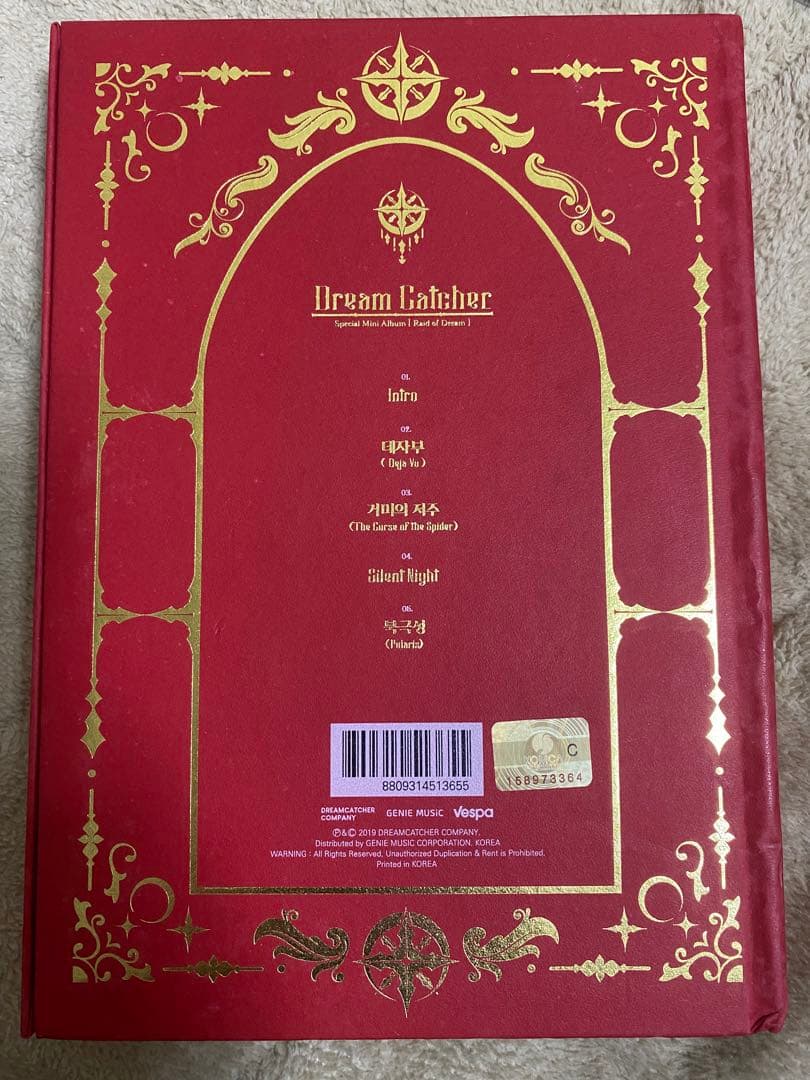 Dream Catcher
Special Mini Album [ Raid of Dream ]
01.
Intro
02.
데자부
( Deja Vu )
03.
거미의 저주
(The Curse of the Spider)
04.
Silent Night
05.
북극성
(Polaris)
8809314513655
C
158973364
DREAMCATCHER COMPANY
GENIE MUSIC
Vespa
Ⓟ&Ⓒ 2019 DREAMCATCHER COMPANY.
Distributed by GENIE MUSIC CORPORATION. KOREA
WARNING : All Rights Reserved. Unauthorized Duplication & Rent is Prohibited.
Printed in KOREA